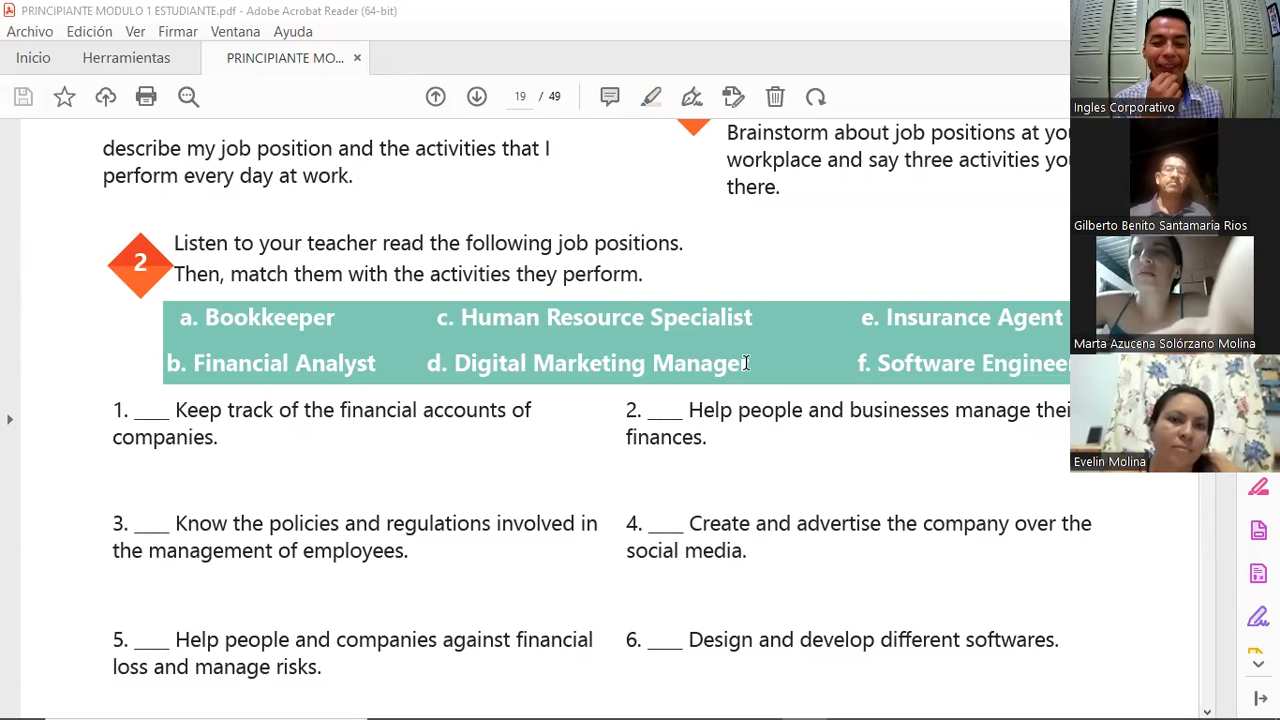 PRINCIPIANTE MODULO 1 ESTUDIANTE.pdf - Adobe Acrobat Reader (64-bit)
Archivo Edición Ver Firmar Ventana Ayuda
Inicio Herramientas PRINCIPIANTE MO... ×
19 / 49
describe my job position and the activities that I
perform every day at work.
Brainstorm about job positions at you
workplace and say three activities you
there.
2
Listen to your teacher read the following job positions.
Then, match them with the activities they perform.
a. Bookkeeper c. Human Resource Specialist e. Insurance Agent
b. Financial Analyst d. Digital Marketing Manager f. Software Engineer
1. ____ Keep track of the financial accounts of
companies.
2. ____ Help people and businesses manage thei
finances.
3. ____ Know the policies and regulations involved in
the management of employees.
4. ____ Create and advertise the company over the
social media.
5. ____ Help people and companies against financial
loss and manage risks.
6. ____ Design and develop different softwares.
Ingles Corporativo
Gilberto Benito Santamaria Rios
Marta Azucena Solórzano Molina
Evelin Molina